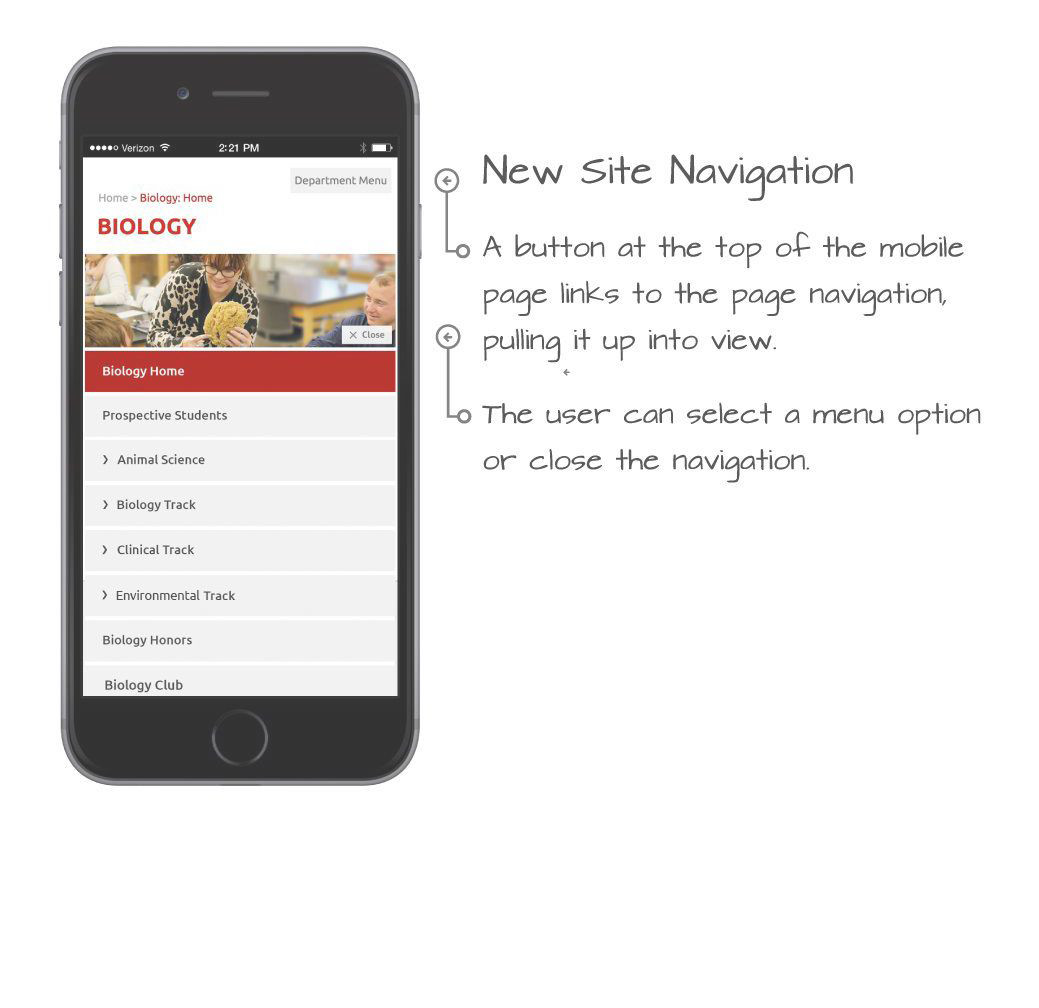 Verizon 2:21 PM
Department Menu
Home > Biology: Home
BIOLOGY
× Close
Biology Home
Prospective Students
› Animal Science
› Biology Track
› Clinical Track
› Environmental Track
Biology Honors
Biology Club
New Site Navigation
A button at the top of the mobile
page links to the page navigation,
pulling it up into view.
The user can select a menu option
or close the navigation.